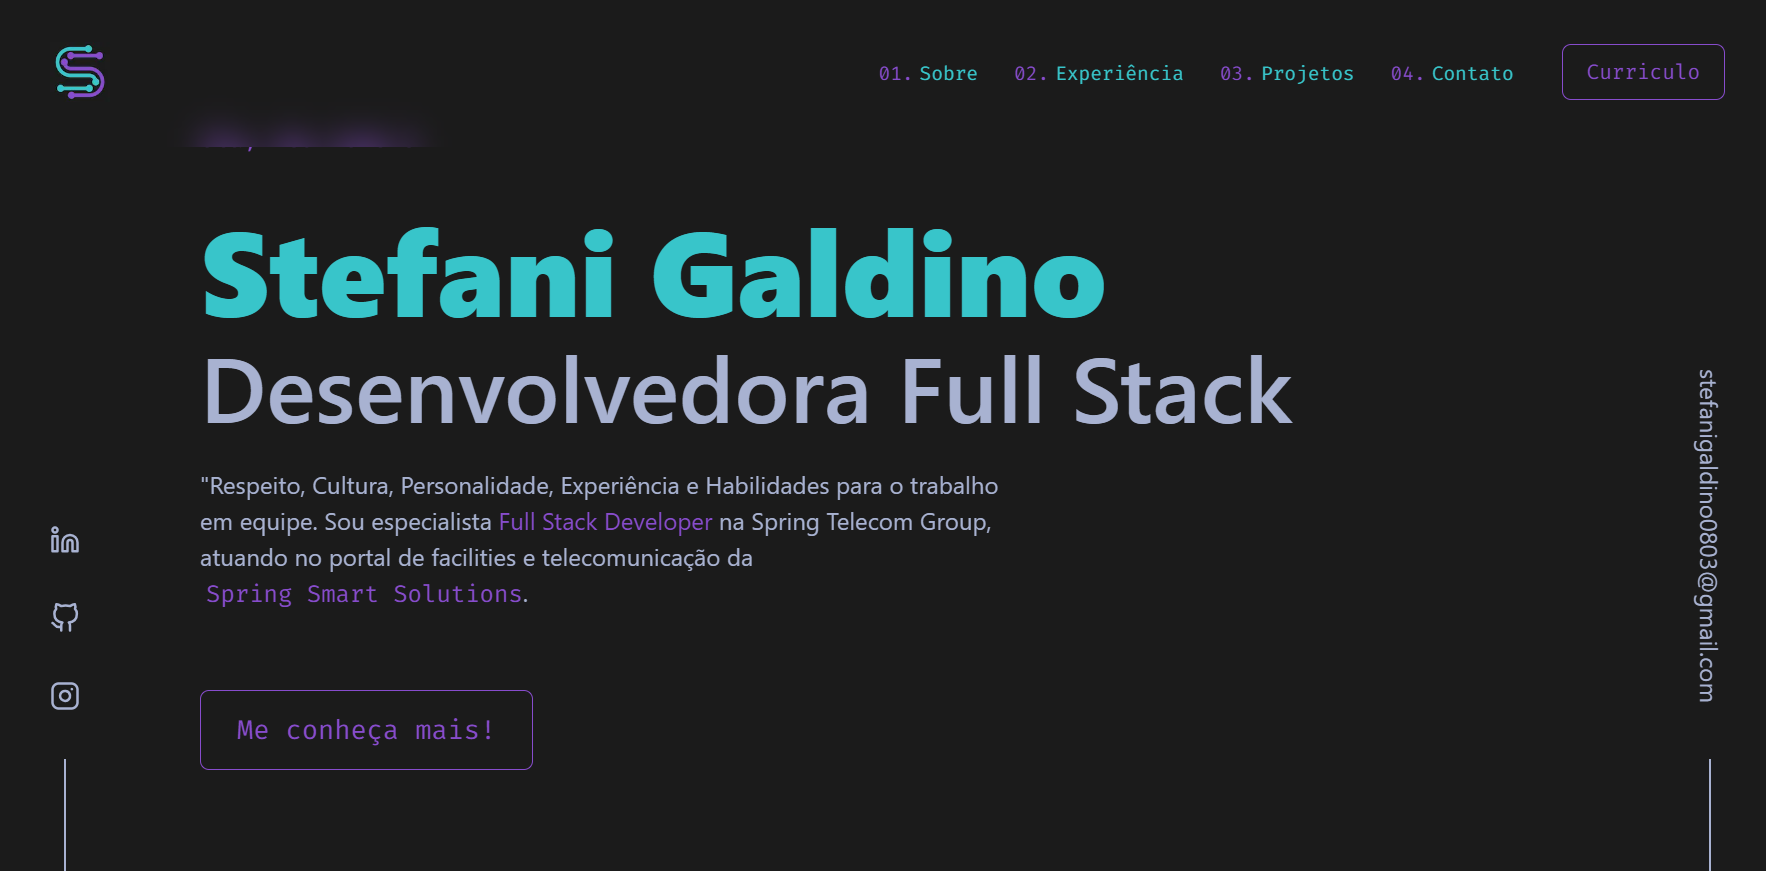 01. Sobre 02. Experiência 03. Projetos 04. Contato Curriculo
Stefani Galdino
Desenvolvedora Full Stack
"Respeito, Cultura, Personalidade, Experiência e Habilidades para o trabalho
em equipe. Sou especialista Full Stack Developer na Spring Telecom Group,
atuando no portal de facilities e telecomunicação da
Spring Smart Solutions.
Me conheça mais!
stefanigaldino0803@gmail.com